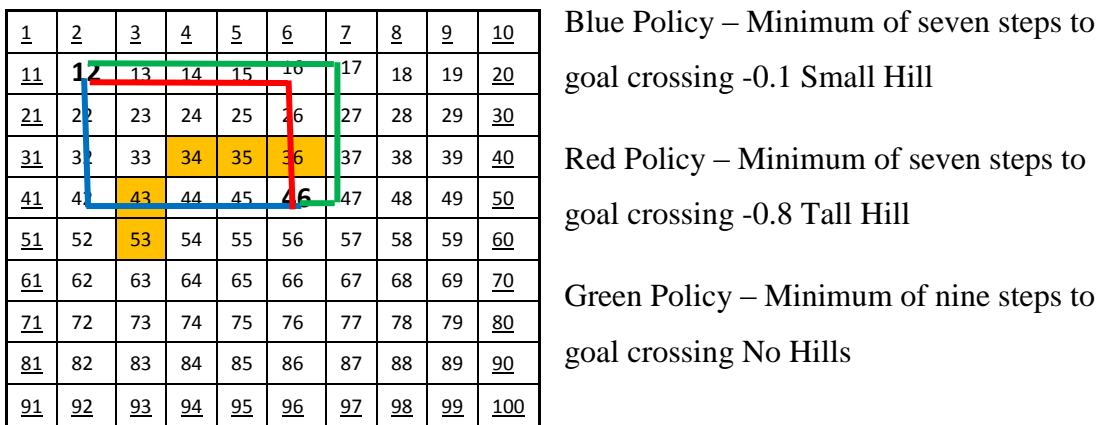 1 2 3 4 5 6 7 8 9 10
11 12 13 14 15 16 17 18 19 20
21 22 23 24 25 26 27 28 29 30
31 32 33 34 35 36 37 38 39 40
41 42 43 44 45 46 47 48 49 50
51 52 53 54 55 56 57 58 59 60
61 62 63 64 65 66 67 68 69 70
71 72 73 74 75 76 77 78 79 80
81 82 83 84 85 86 87 88 89 90
91 92 93 94 95 96 97 98 99 100
Blue Policy – Minimum of seven steps to
goal crossing -0.1 Small Hill
Red Policy – Minimum of seven steps to
goal crossing -0.8 Tall Hill
Green Policy – Minimum of nine steps to
goal crossing No Hills